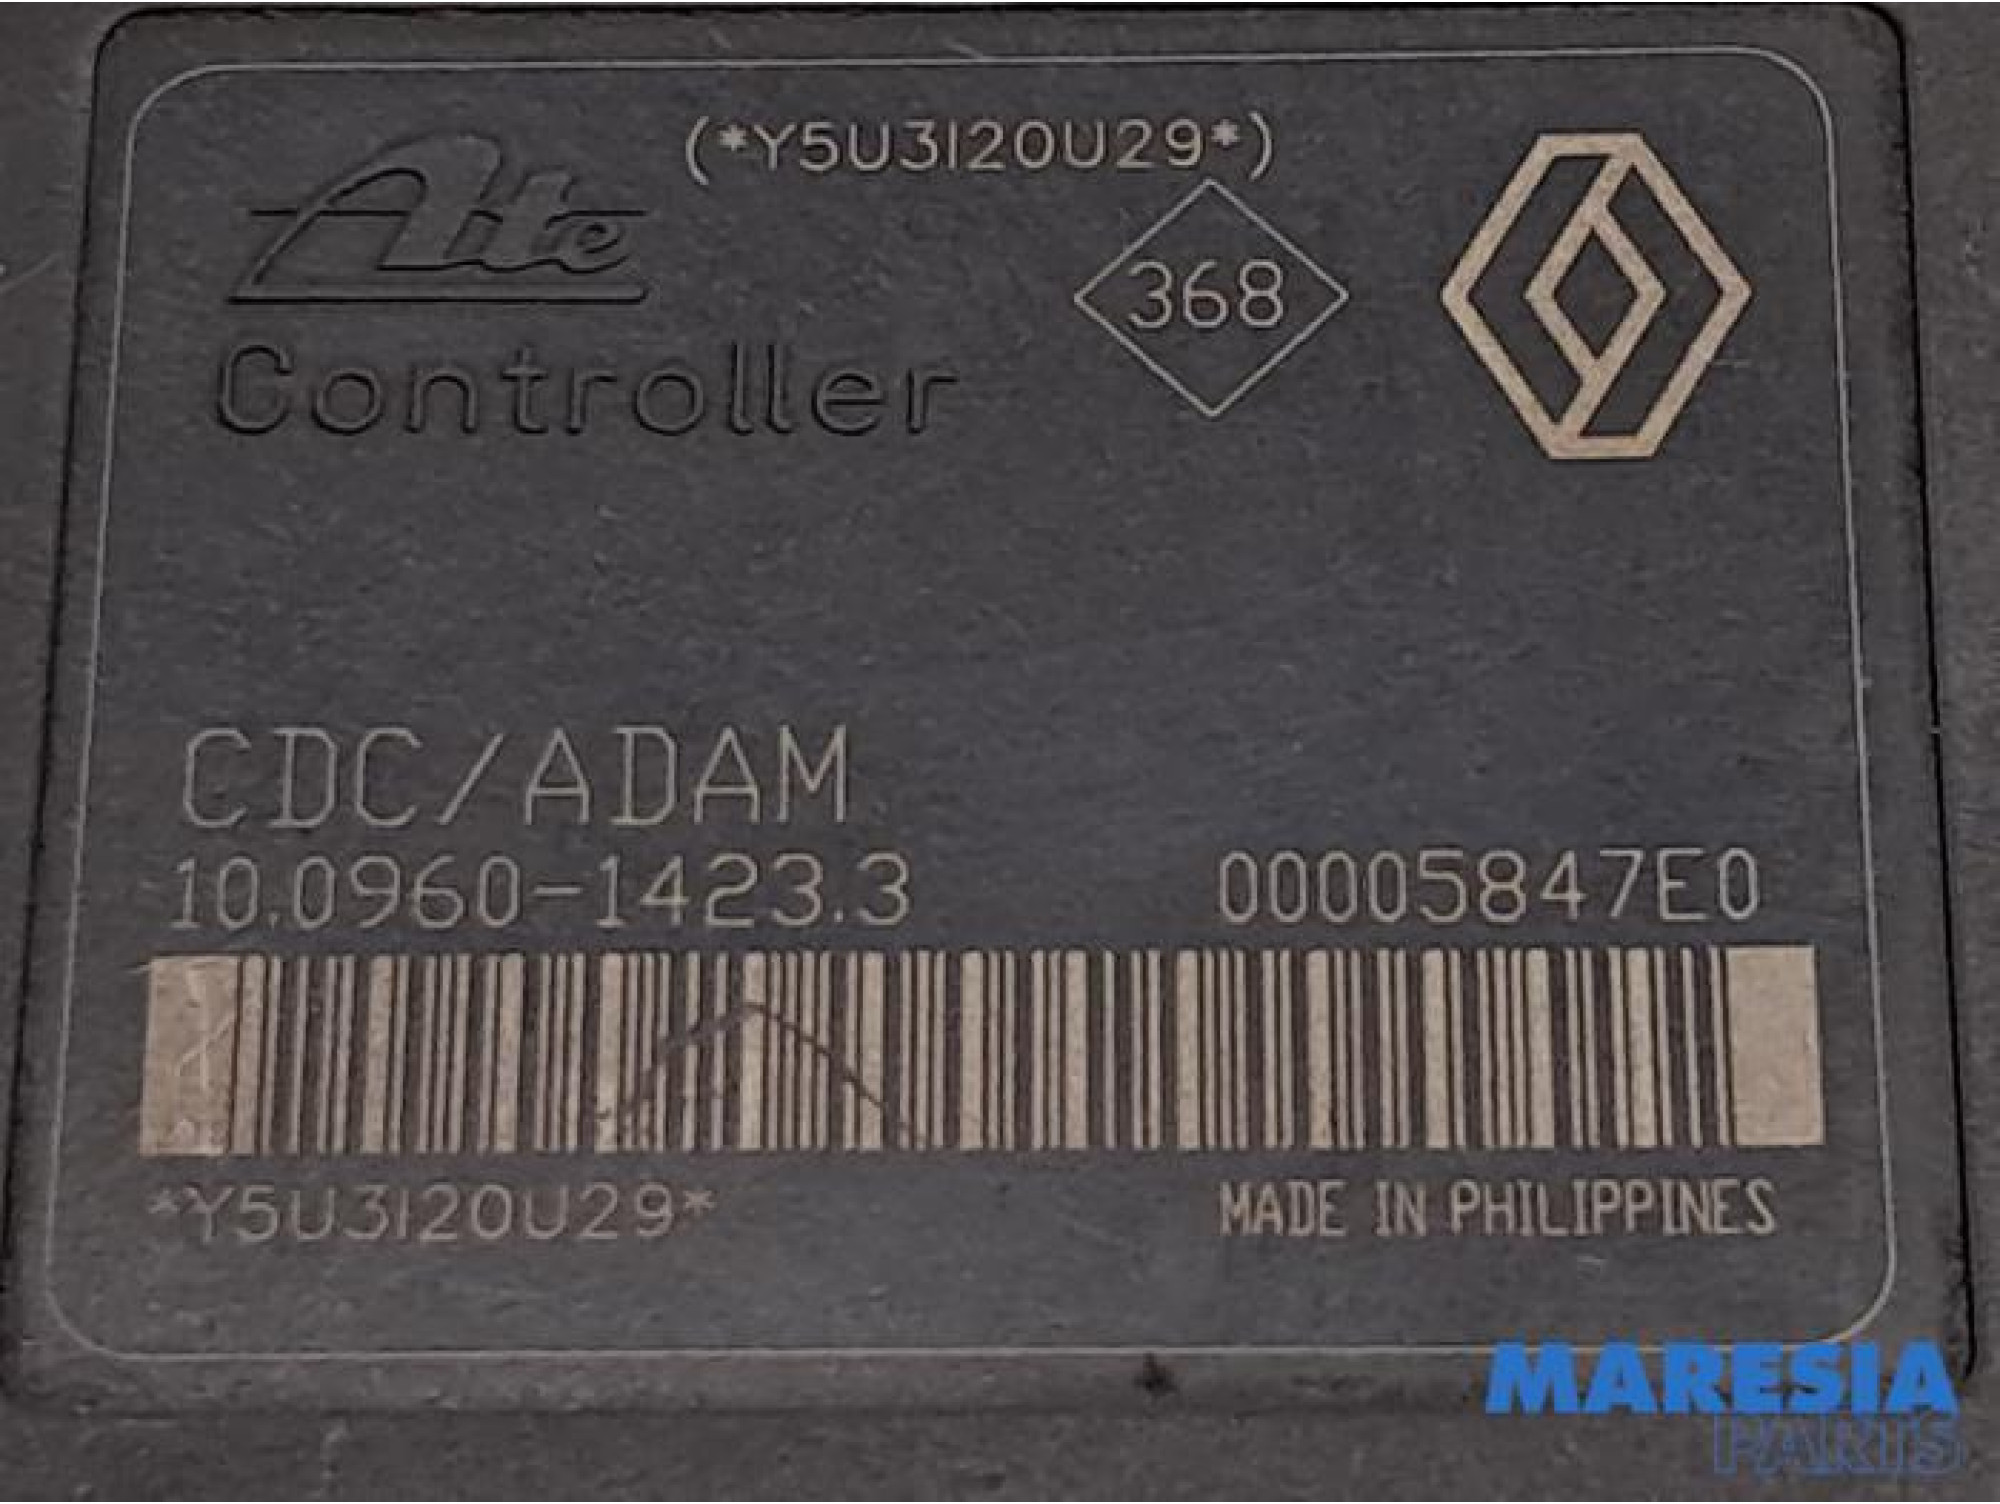 (*Y5U3I20U29*)
Ate
368
Controller
CDC/ADAM
10.0960-1423.3
00005847E0
*Y5U3I20U29*
MADE IN PHILIPPINES
MARESIA
PARTS